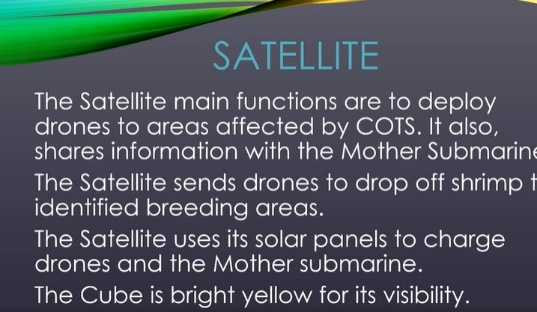 SATELLITE
The Satellite main functions are to deploy
drones to areas affected by COTS. It also,
shares information with the Mother Submarine
The Satellite sends drones to drop off shrimp t
identified breeding areas.
The Satellite uses its solar panels to charge
drones and the Mother submarine.
The Cube is bright yellow for its visibility.